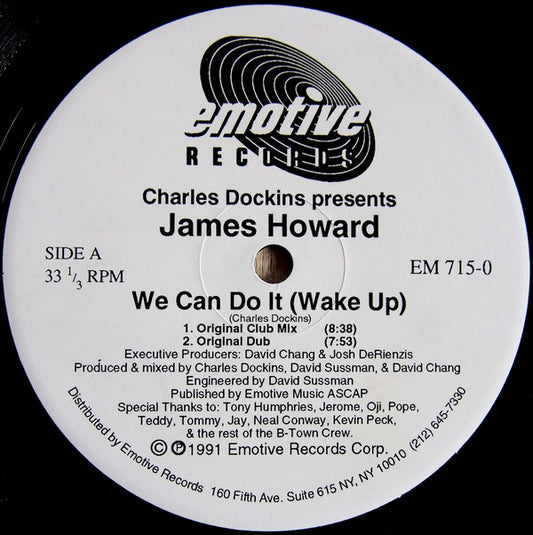 emotive
RECORDS
Charles Dockins presents
James Howard
SIDE A
33 1/3 RPM
EM 715-0
We Can Do It (Wake Up)
(Charles Dockins)
1. Original Club Mix (8:38)
2. Original Dub (7:53)
Executive Producers: David Chang & Josh DeRienzis
Produced & mixed by Charles Dockins, David Sussman, & David Chang
Engineered by David Sussman
Published by Emotive Music ASCAP
Special Thanks to: Tony Humphries, Jerome, Oji, Pope,
Teddy, Tommy, Jay, Neal Conway, Kevin Peck,
& the rest of the B-Town Crew.
© ℗ 1991 Emotive Records Corp.
Distributed by Emotive Records 160 Fifth Ave. Suite 615 NY, NY 10010 (212) 645-7330